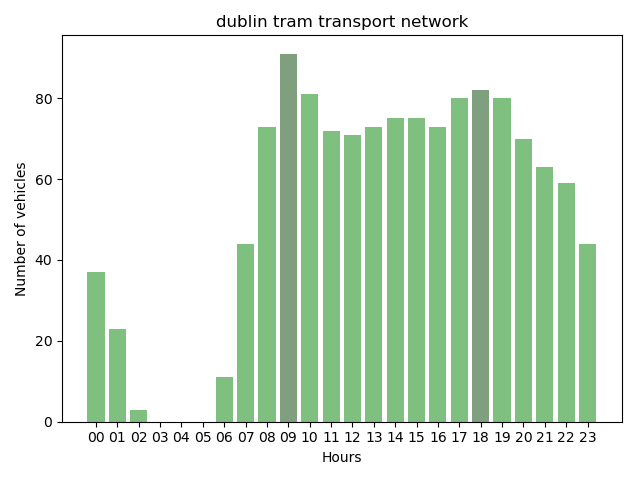 dublin tram transport network
Number of vehicles
80
60
40
20
0
00 01 02 03 04 05 06 07 08 09 10 11 12 13 14 15 16 17 18 19 20 21 22 23
Hours